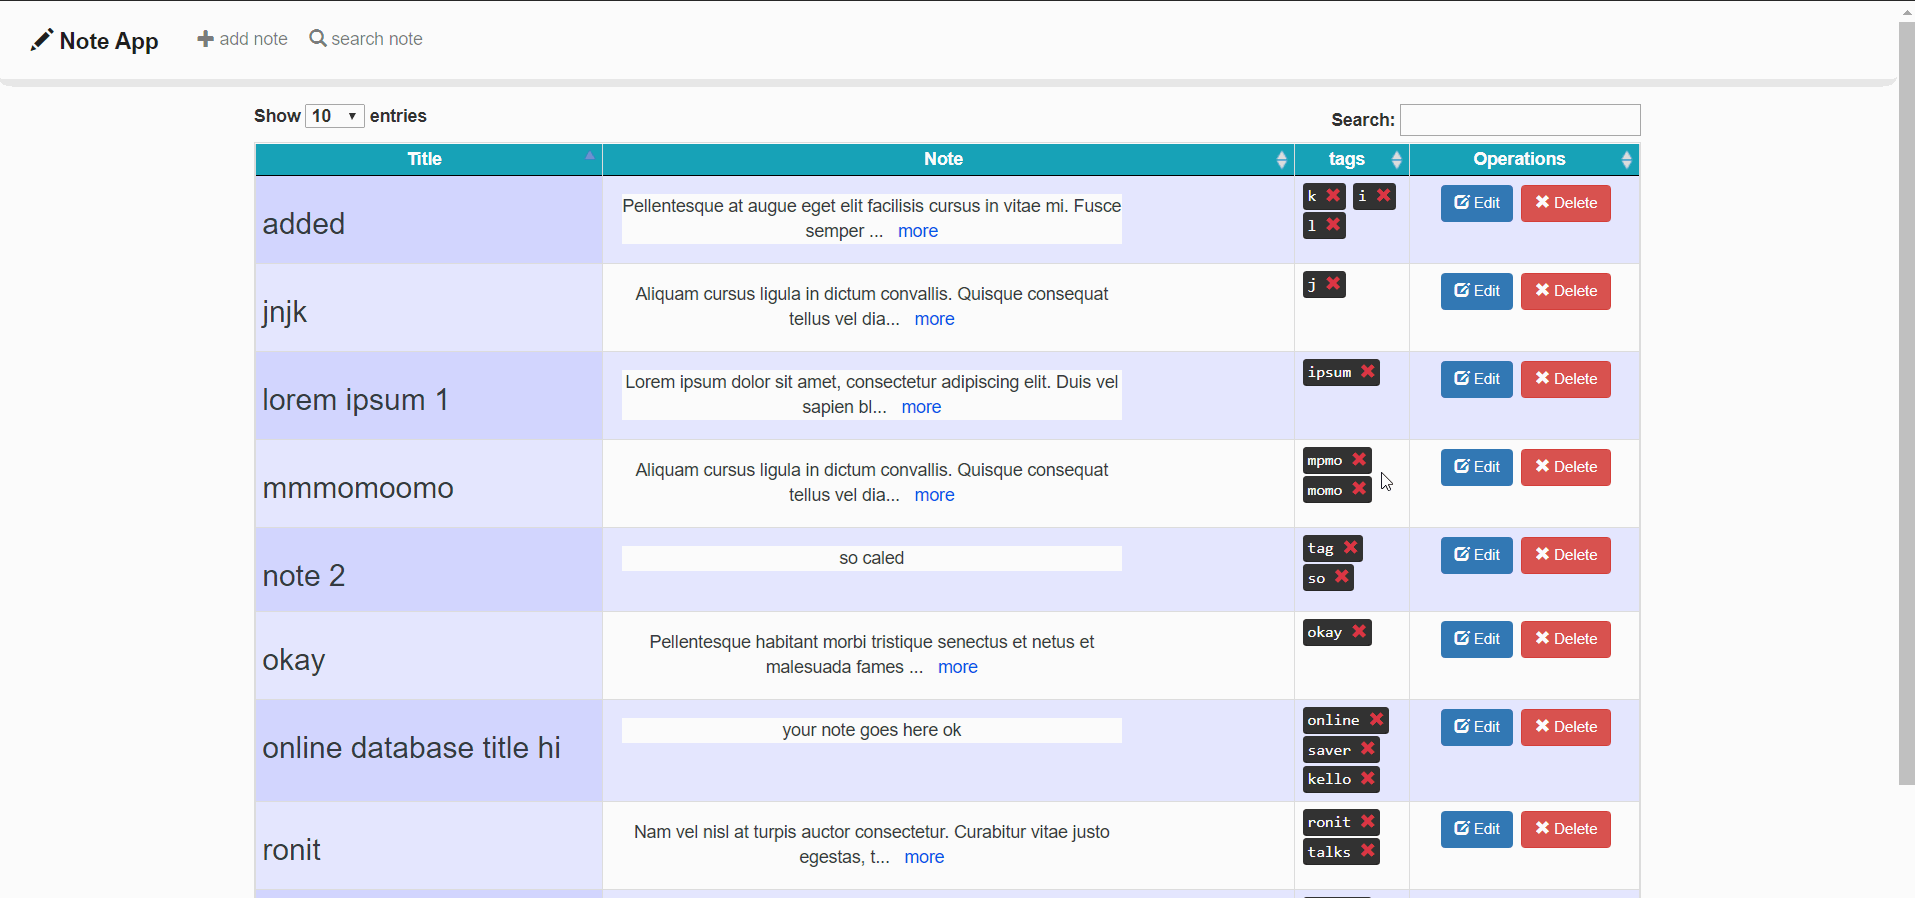 Note App add note search note
Show 10 entries
Search:
Title Note tags Operations
added
Pellentesque at augue eget elit facilisis cursus in vitae mi. Fusce
semper ... more
k i
l
Edit Delete
jnjk
Aliquam cursus ligula in dictum convallis. Quisque consequat
tellus vel dia... more
j
Edit Delete
lorem ipsum 1
Lorem ipsum dolor sit amet, consectetur adipiscing elit. Duis vel
sapien bl... more
ipsum
Edit Delete
mmmomoomo
Aliquam cursus ligula in dictum convallis. Quisque consequat
tellus vel dia... more
mpmo
momo
Edit Delete
note 2
so caled
tag
so
Edit Delete
okay
Pellentesque habitant morbi tristique senectus et netus et
malesuada fames ... more
okay
Edit Delete
online database title hi
your note goes here ok
online
saver
kello
Edit Delete
ronit
Nam vel nisl at turpis auctor consectetur. Curabitur vitae justo
egestas, t... more
ronit
talks
Edit Delete